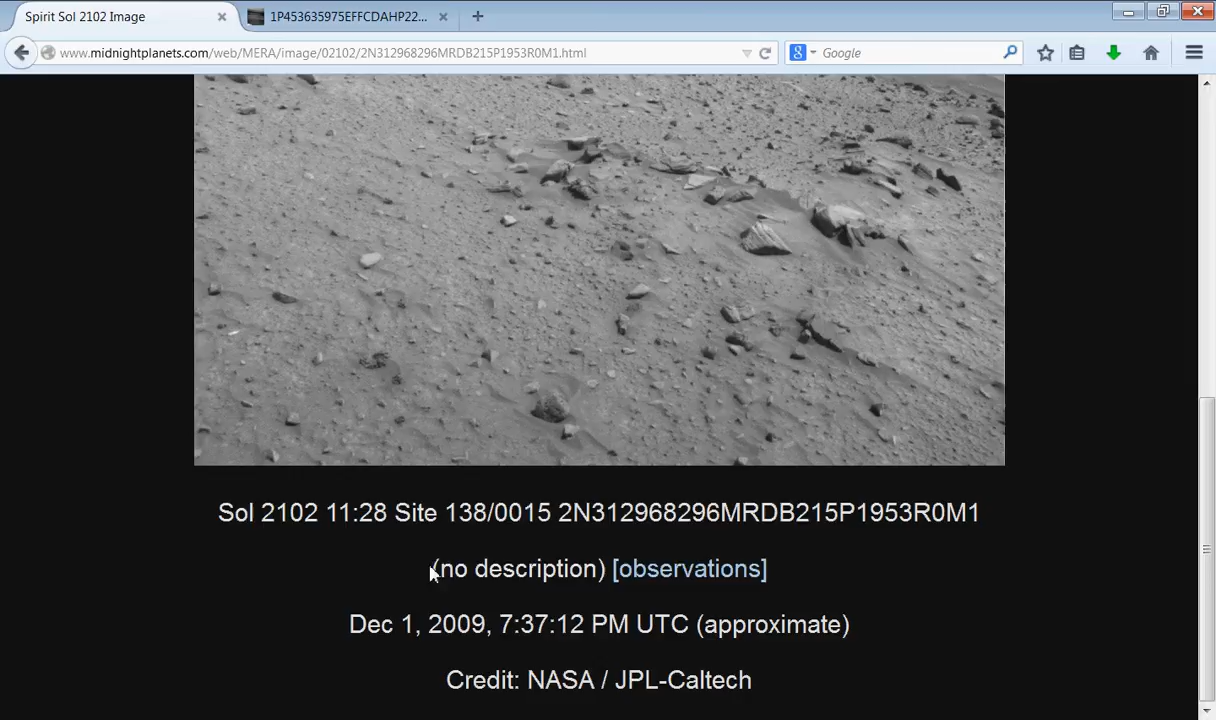 Spirit Sol 2102 Image
1P453635975EFFCDAHP22...
www.midnightplanets.com/web/MERA/image/02102/2N312968296MRDB215P1953R0M1.html
Google
Sol 2102 11:28 Site 138/0015 2N312968296MRDB215P1953R0M1
(no description) [observations]
Dec 1, 2009, 7:37:12 PM UTC (approximate)
Credit: NASA / JPL-Caltech